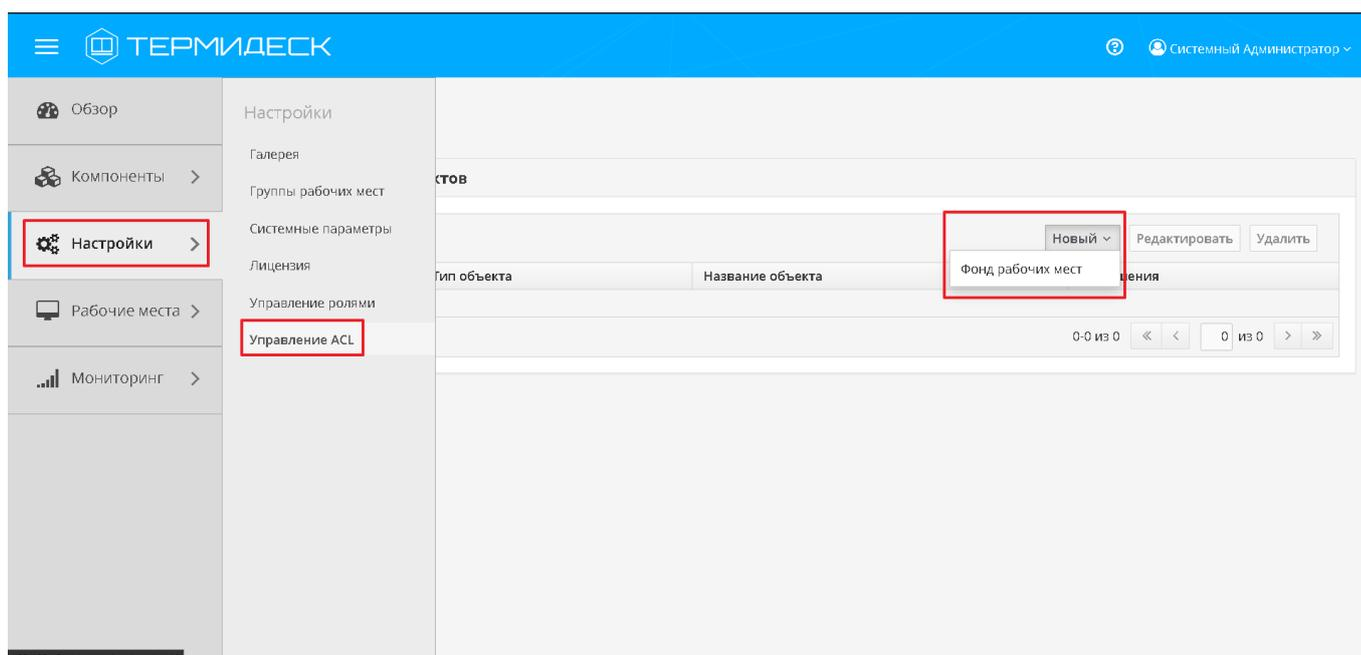 ТЕРМИДЕСК
Системный Администратор
Обзор
Компоненты
Настройки
Рабочие места
Мониторинг
Настройки
Галерея
Группы рабочих мест
Системные параметры
Лицензия
Управление ролями
Управление ACL
ктов
Новый
Редактировать
Удалить
Фонд рабочих мест
Тип объекта
Название объекта
ения
0-0 из 0
0 из 0